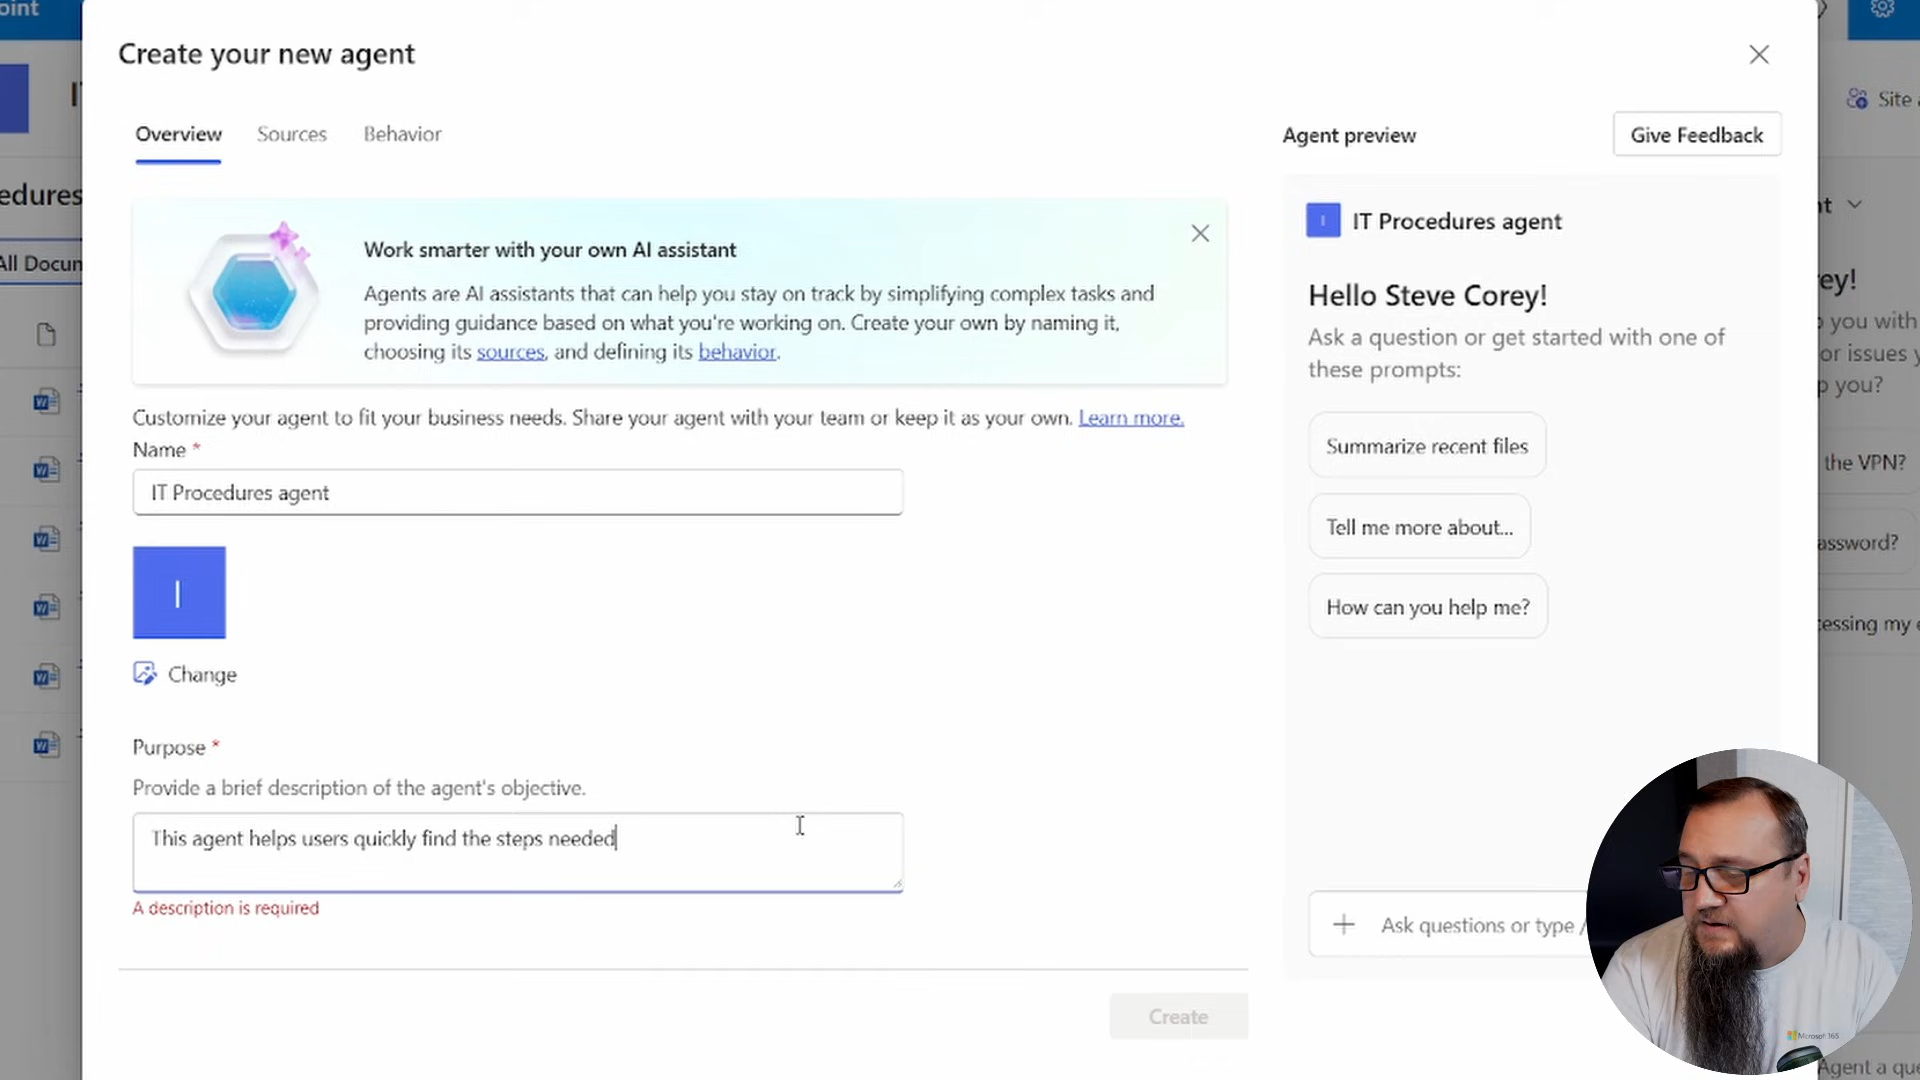 oint
Create your new agent
Site
Overview
Sources
Behavior
Agent preview
Give Feedback
edures
IT Procedures agent
Work smarter with your own AI assistant
All Docum
Agents are AI assistants that can help you stay on track by simplifying complex tasks and
providing guidance based on what you're working on. Create your own by naming it,
choosing its sources, and defining its behavior.
Hello Steve Corey!
Ask a question or get started with one of
these prompts:
ey!
you with
or issues y
p you?
Customize your agent to fit your business needs. Share your agent with your team or keep it as your own. Learn more.
Name *
IT Procedures agent
Summarize recent files
the VPN?
Tell me more about...
assword?
I
How can you help me?
cessing my e
Change
Purpose *
Provide a brief description of the agent's objective.
This agent helps users quickly find the steps needed
A description is required
Ask questions or type /
Create
Microsoft 365
Agent a que